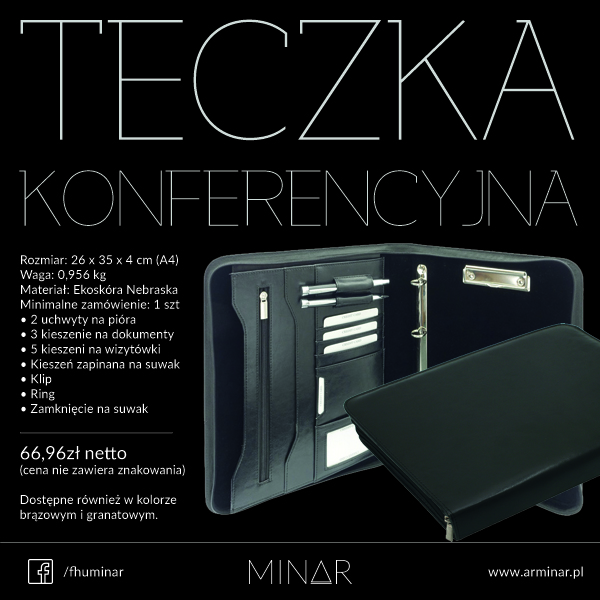 TECZKA
KONFERENCYJNA
Rozmiar: 26 x 35 x 4 cm (A4)
Waga: 0,956 kg
Materiał: Ekoskóra Nebraska
Minimalne zamówienie: 1 szt
• 2 uchwyty na pióra
• 3 kieszenie na dokumenty
• 5 kieszeni na wizytówki
• Kieszeń zapinana na suwak
• Klip
• Ring
• Zamknięcie na suwak
66,96zł netto
(cena nie zawiera znakowania)
Dostępne również w kolorze
brązowym i granatowym.
/fhuminar
MINAR
www.arminar.pl